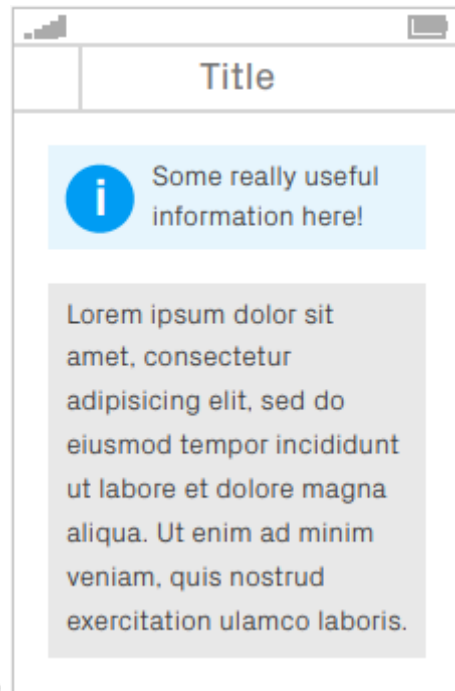 Title
i
Some really useful
information here!
Lorem ipsum dolor sit
amet, consectetur
adipisicing elit, sed do
eiusmod tempor incididunt
ut labore et dolore magna
aliqua. Ut enim ad minim
veniam, quis nostrud
exercitation ulamco laboris.